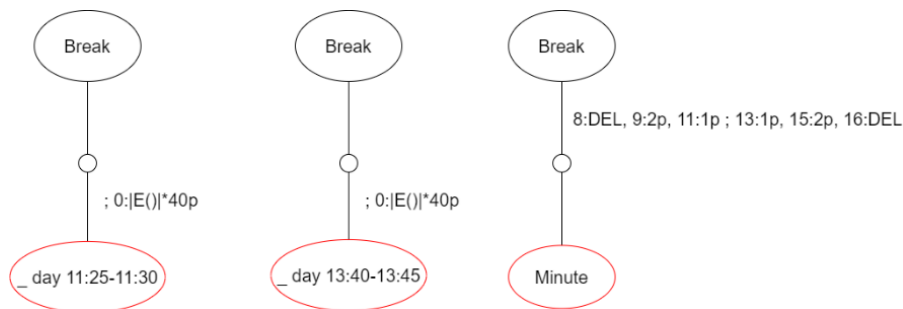 Break
Break
Break
8:DEL, 9:2p, 11:1p ; 13:1p, 15:2p, 16:DEL
; 0:|E()|*40p
; 0:|E()|*40p
_ day 11:25-11:30
_ day 13:40-13:45
Minute